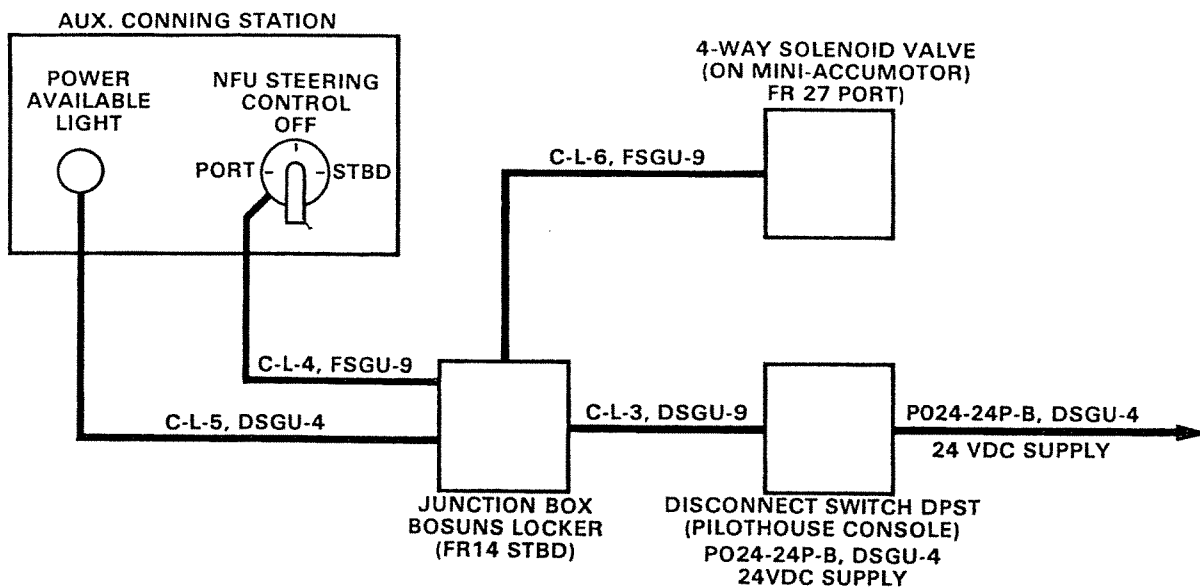 AUX. CONNING STATION
POWER
AVAILABLE
LIGHT
NFU STEERING
CONTROL
OFF
PORT
STBD
4-WAY SOLENOID VALVE
(ON MINI-ACCUMOTOR)
FR 27 PORT)
C-L-6, FSGU-9
C-L-4, FSGU-9
C-L-5, DSGU-4
C-L-3, DSGU-9
PO24-24P-B, DSGU-4
24 VDC SUPPLY
JUNCTION BOX
BOSUNS LOCKER
(FR14 STBD)
DISCONNECT SWITCH DPST
(PILOTHOUSE CONSOLE)
PO24-24P-B, DSGU-4
24VDC SUPPLY